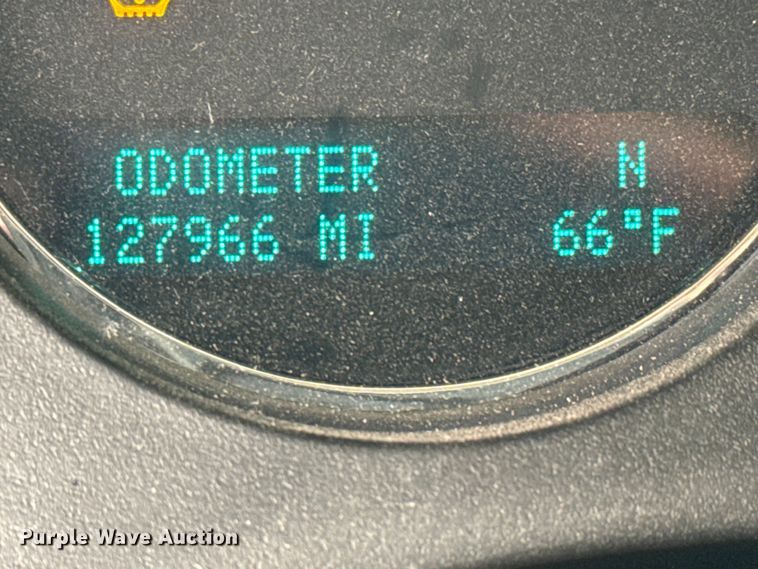 ODOMETER N
127966 MI 66°F
Purple Wave Auction